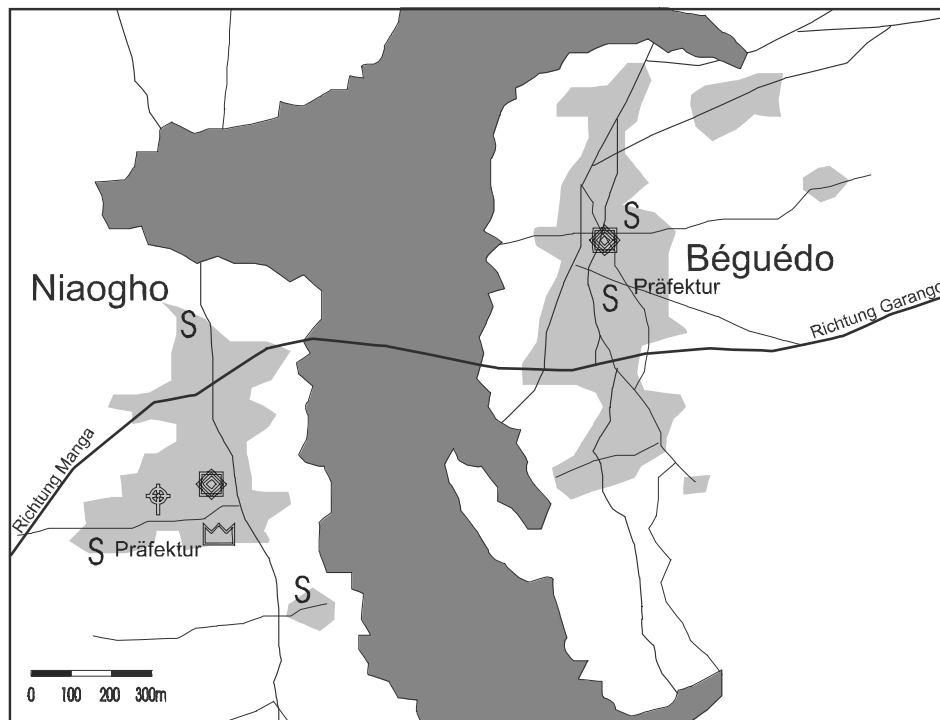 S
Béguédo
Niaogho
S Präfektur
Richtung Garango
S
Richtung Manga
S Präfektur
S
0 100 200 300m